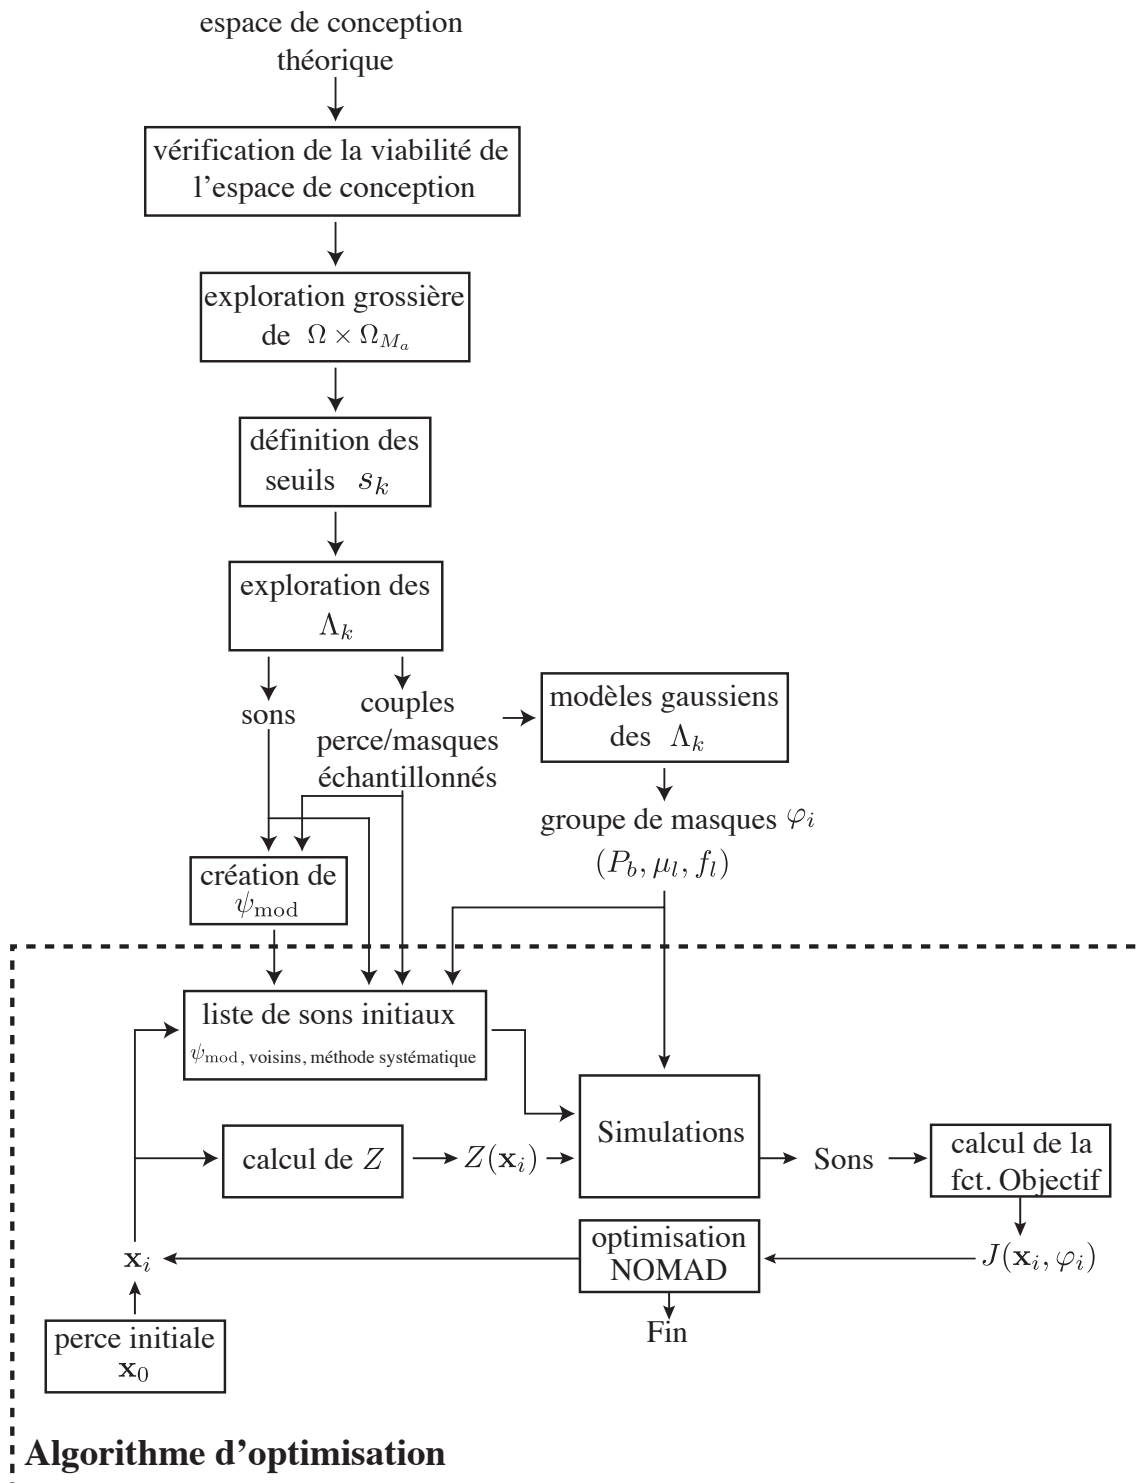 espace de conception
théorique
vérification de la viabilité de
l'espace de conception
exploration grossière
de Ω × Ω_{M_a}
définition des
seuils s_k
exploration des
Λ_k
sons
couples
perce/masques
échantillonnés
modèles gaussiens
des Λ_k
groupe de masques φ_i
(P_b, μ_l, f_l)
création de
ψ_mod
liste de sons initiaux
ψ_mod, voisins, méthode systématique
Simulations
calcul de Z
Z(x_i)
Sons
calcul de la
fct. Objectif
optimisation
NOMAD
J(x_i, φ_i)
x_i
Fin
perce initiale
x_0
Algorithme d'optimisation